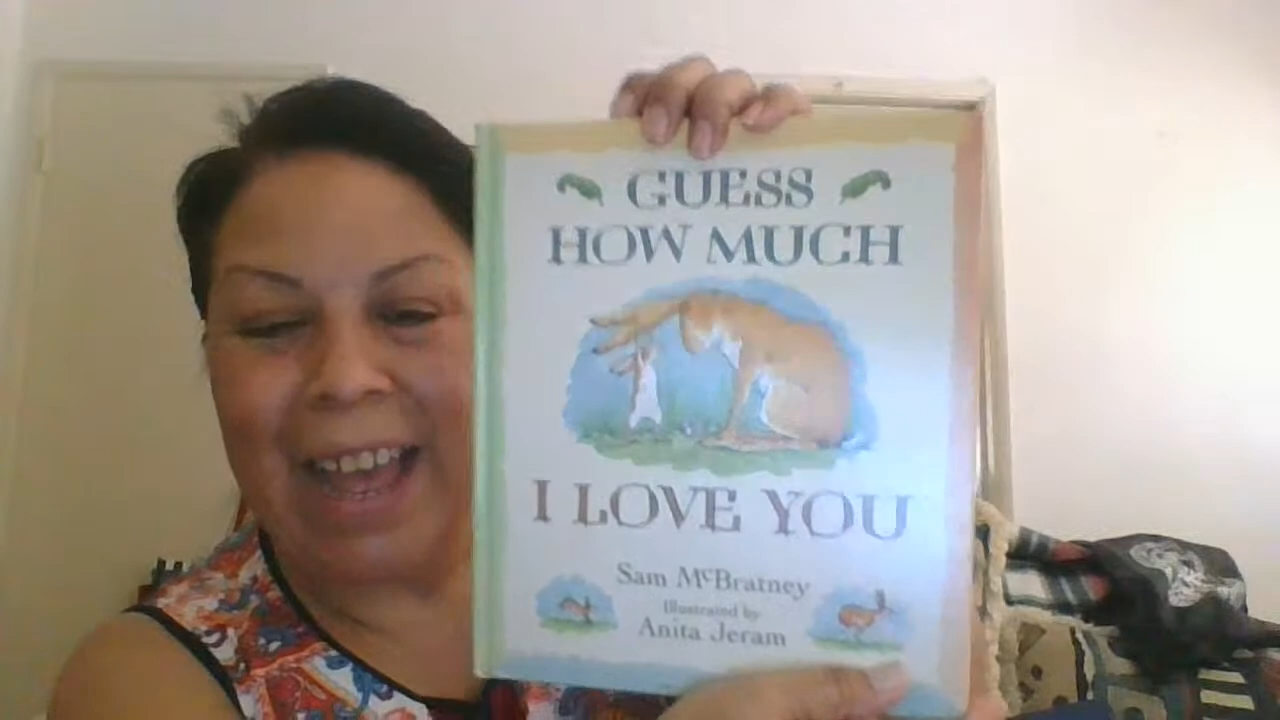 GUESS
HOW MUCH
I LOVE YOU
Sam McBratney
Illustrated by
Anita Jeram